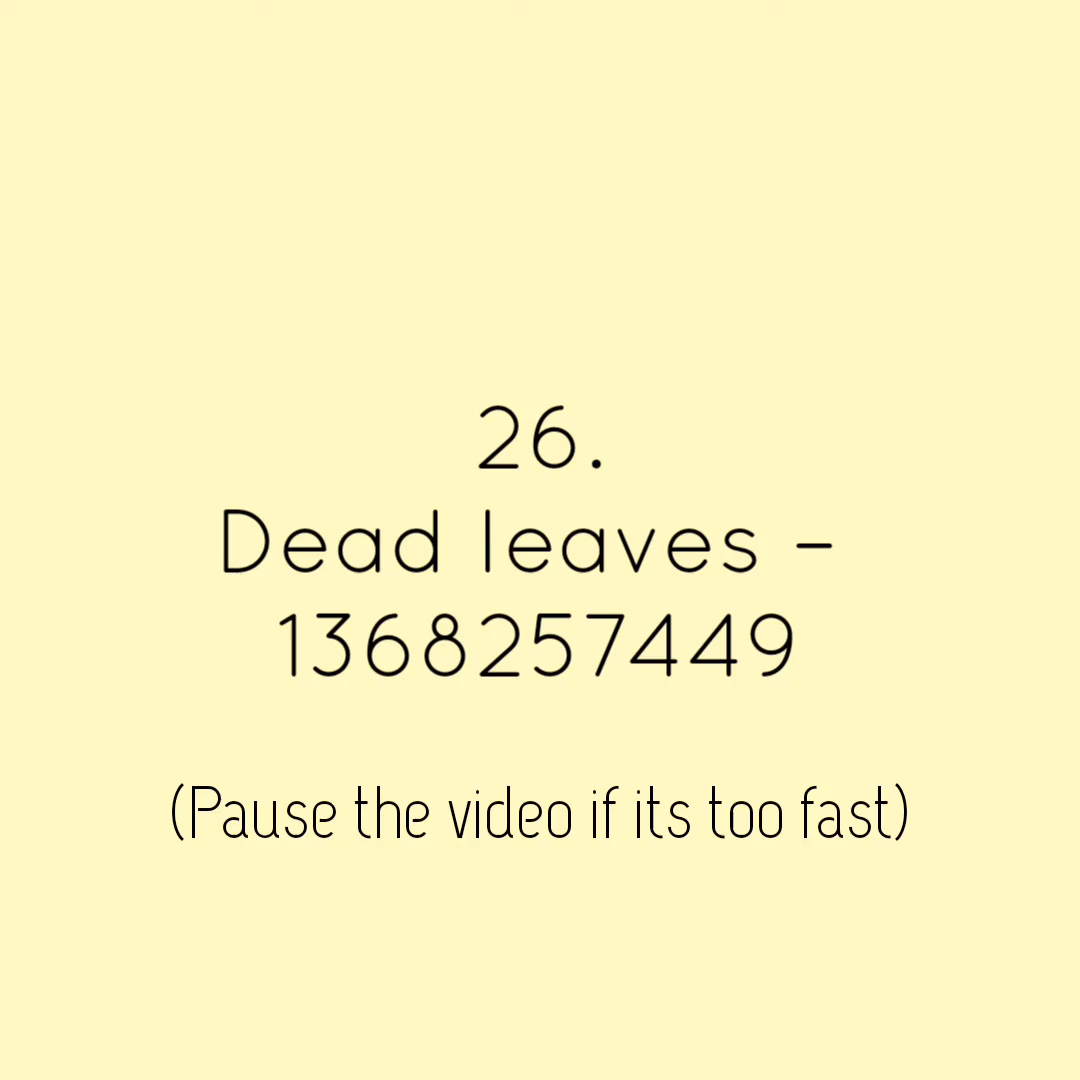 26.
Dead leaves -
1368257449
(Pause the video if its too fast)